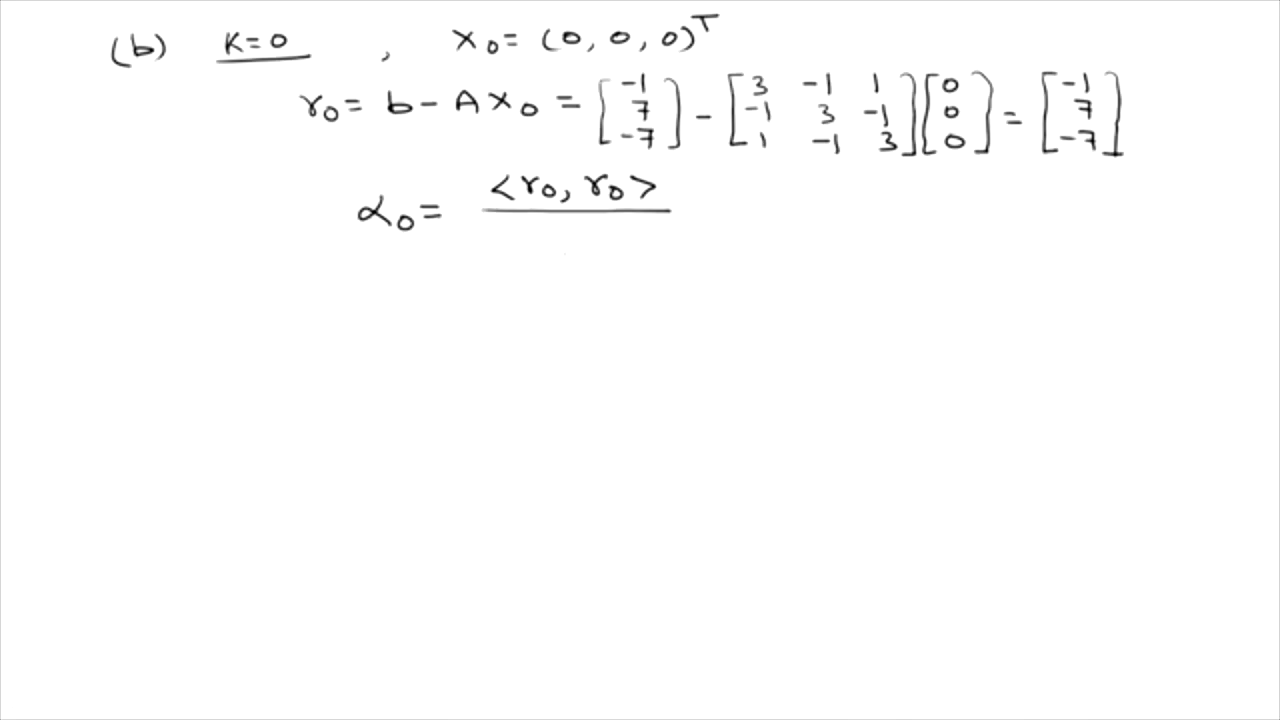 (b) K=0 , x₀ = (0, 0, 0)ᵀ
r₀ = b - A x₀ = [-1 7 -7] - [3 -1 1 -1 3 -1 1 -1 3] [0 0 0] = [-1 7 -7]
α₀ = <r₀, r₀>